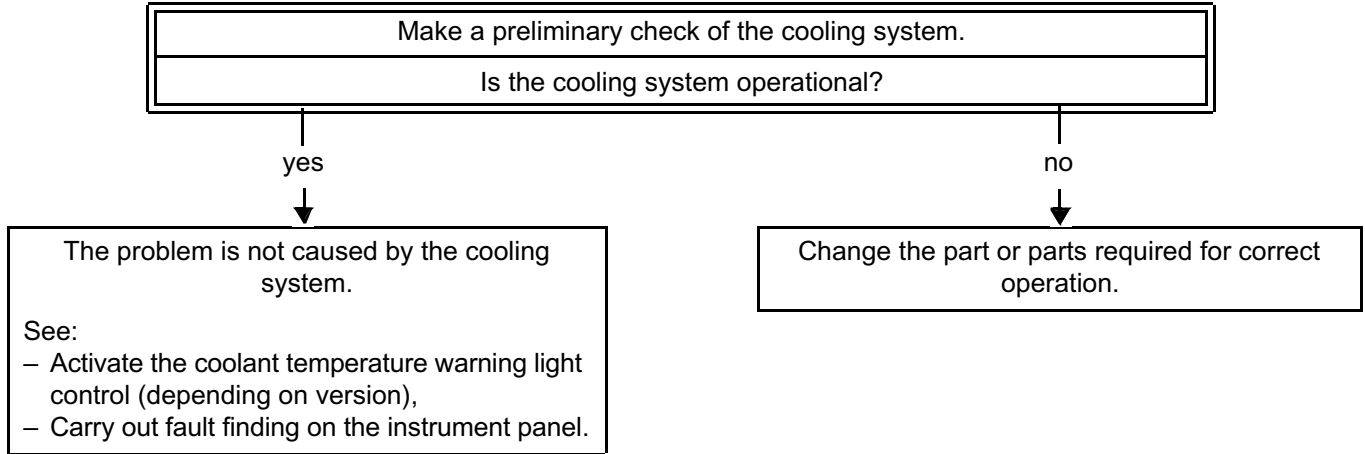 Make a preliminary check of the cooling system.
Is the cooling system operational?
yes
no
The problem is not caused by the cooling
system.
See:
– Activate the coolant temperature warning light
control (depending on version),
– Carry out fault finding on the instrument panel.
Change the part or parts required for correct
operation.